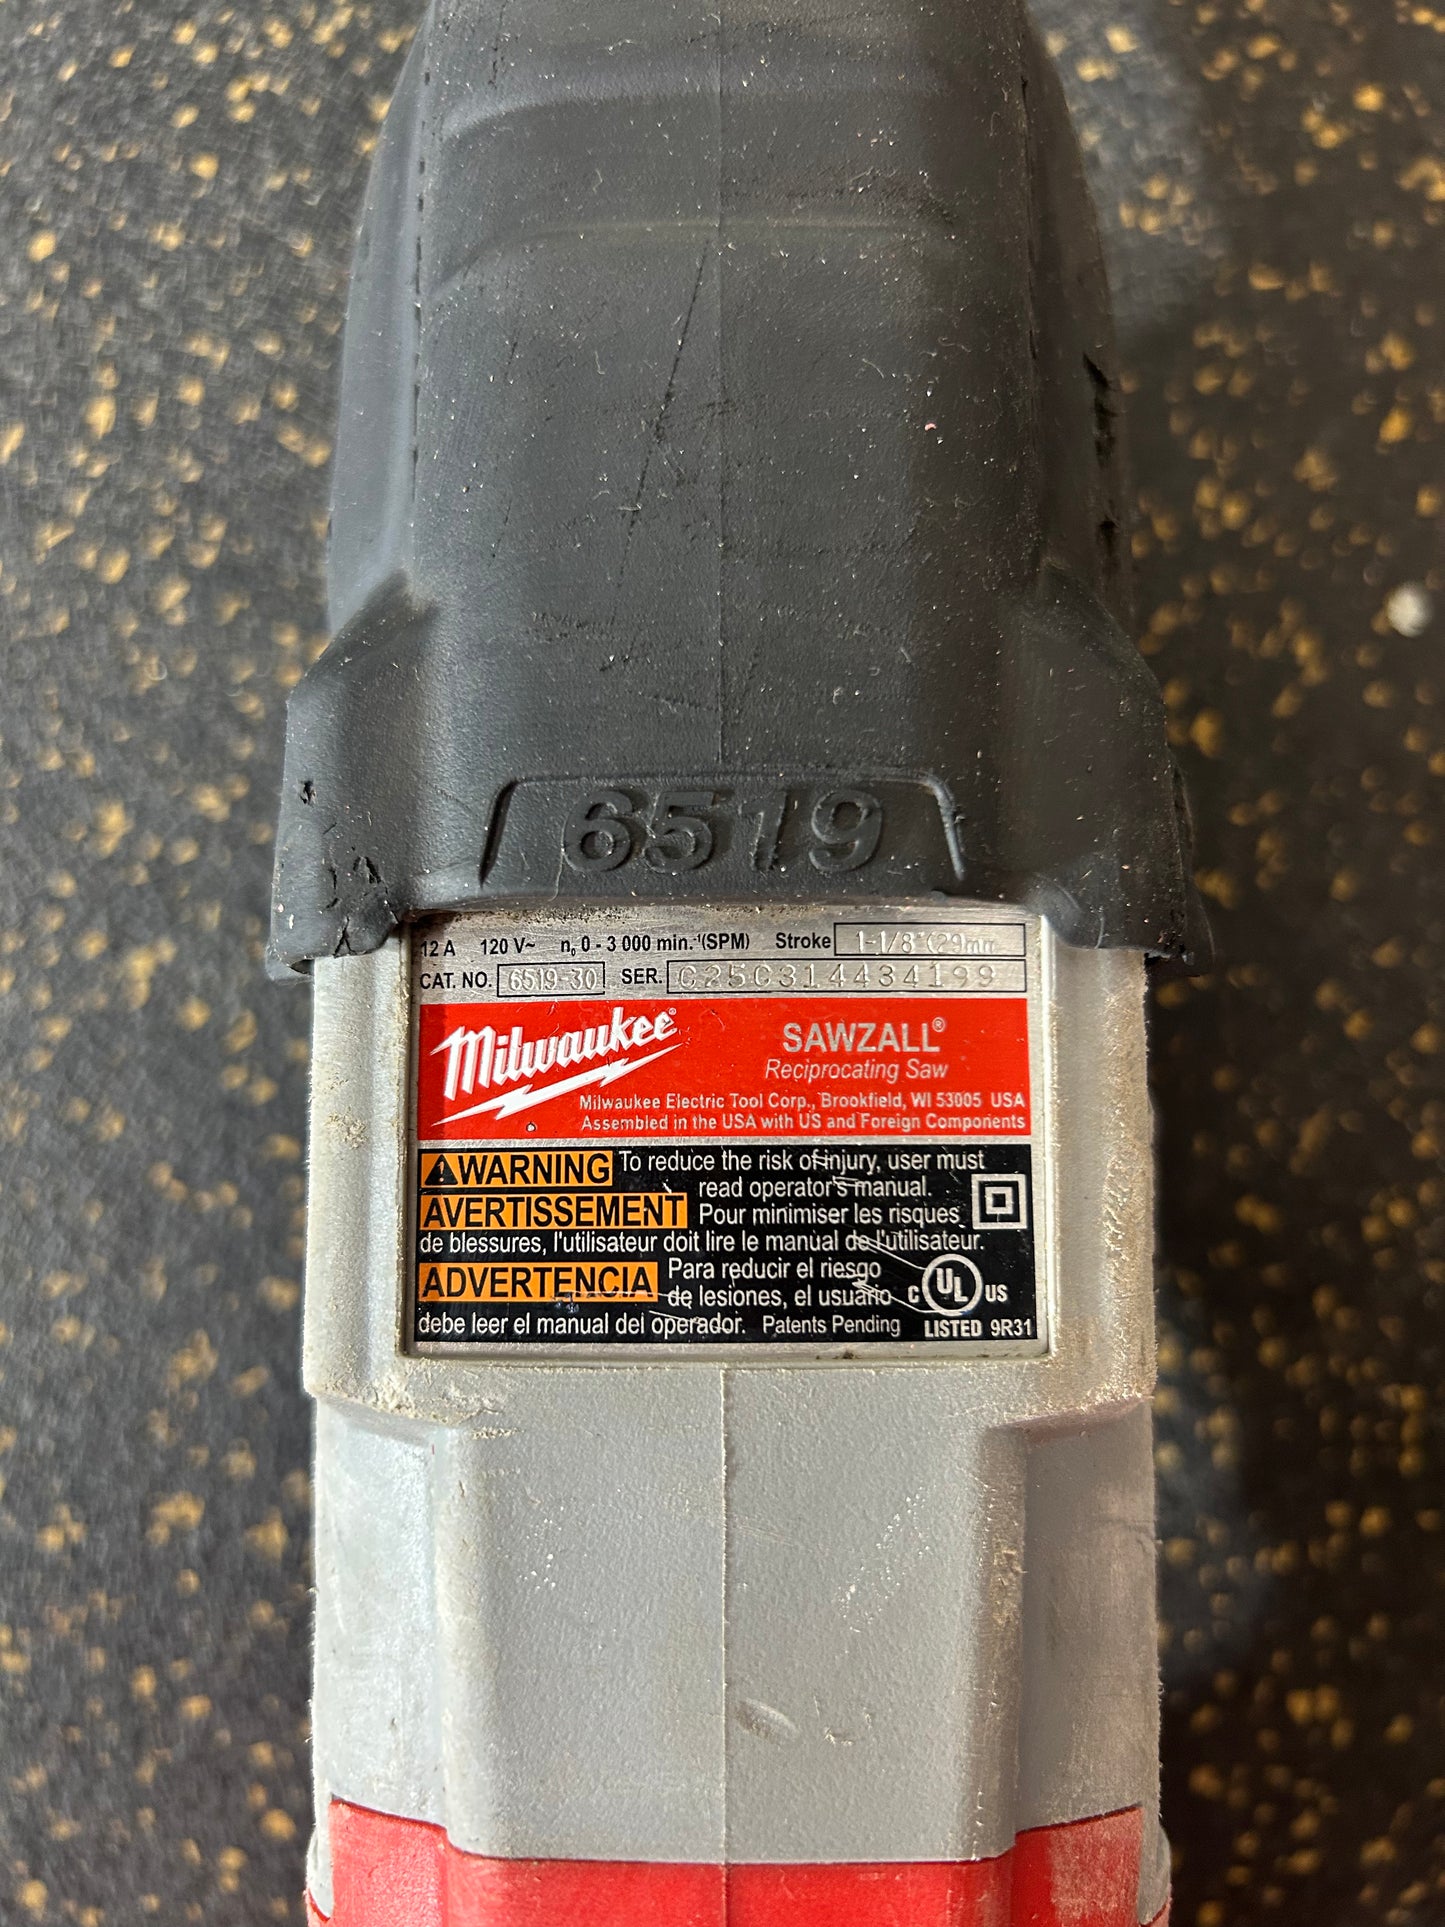 6519
12 A 120 V~ n₀ 0 - 3 000 min.⁻¹(SPM) Stroke 1-1/8"(29mm
CAT. NO. 6519-30 SER. C25C314434199
Milwaukee®
SAWZALL®
Reciprocating Saw
Milwaukee Electric Tool Corp., Brookfield, WI 53005 USA
Assembled in the USA with US and Foreign Components
WARNING To reduce the risk of injury, user must
read operator's manual.
AVERTISSEMENT Pour minimiser les risques
de blessures, l'utilisateur doit lire le manual de l'utilisateur.
ADVERTENCIA Para reducir el riesgo
de lesiones, el usuario
debe leer el manual del operador. Patents Pending
C UL US
LISTED 9R31